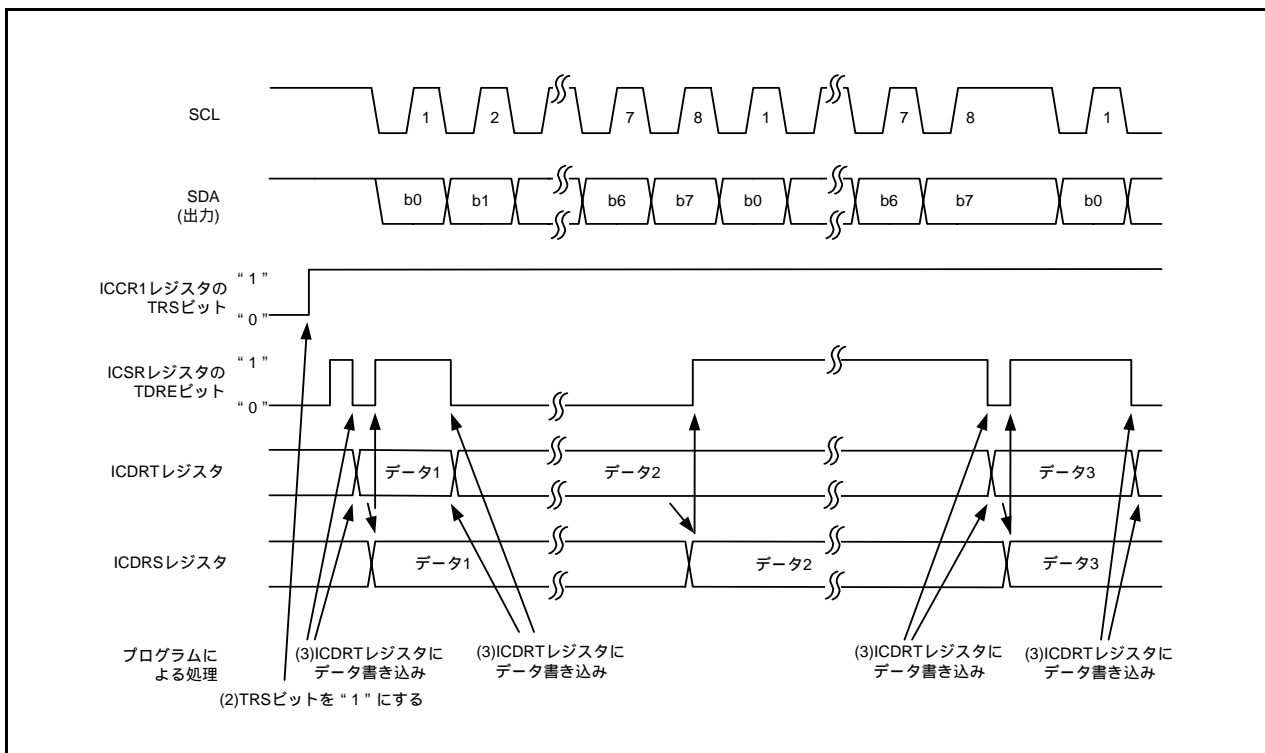 SCL
1 2 7 8 1 7 8 1
SDA
(出力)
b0 b1 b6 b7 b0 b6 b7 b0
ICCR1レジスタの
TRSビット
“ 1 ”
“ 0 ”
ICSRレジスタの
TDREビット
“ 1 ”
“ 0 ”
ICDRTレジスタ
データ1 データ2 データ3
ICDRSレジスタ
データ1 データ2 データ3
プログラムに
よる処理
(3)ICDRTレジスタに
データ書き込み
(3)ICDRTレジスタに
データ書き込み
(3)ICDRTレジスタに
データ書き込み
(3)ICDRTレジスタに
データ書き込み
(2)TRSビットを “ 1 ” にする